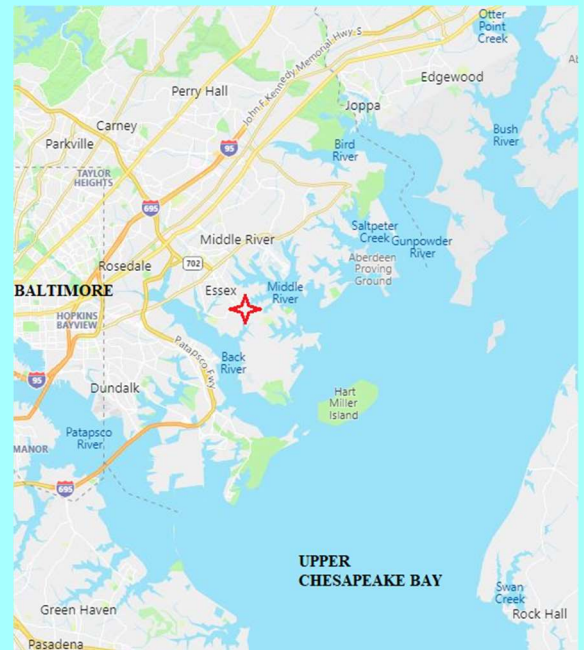 Otter
Point
Creek
Edgewood
Perry Hall
John F. Kennedy Memorial Hwy S
Joppa
Carney
Parkville
Bird
River
Bush
River
95
TAYLOR
HEIGHTS
695
Saltpeter
Creek
Gunpowder
River
Middle River
Aberdeen
Proving
Ground
Rosedale
702
BALTIMORE
Essex
Middle
River
HOPKINS
BAYVIEW
Patapsco Fwy
Back
River
95
Dundalk
Hart
Miller
Island
Patapsco
River
MANOR
695
UPPER
CHESAPEAKE BAY
Swan
Creek
Green Haven
Rock Hall
Pasadena